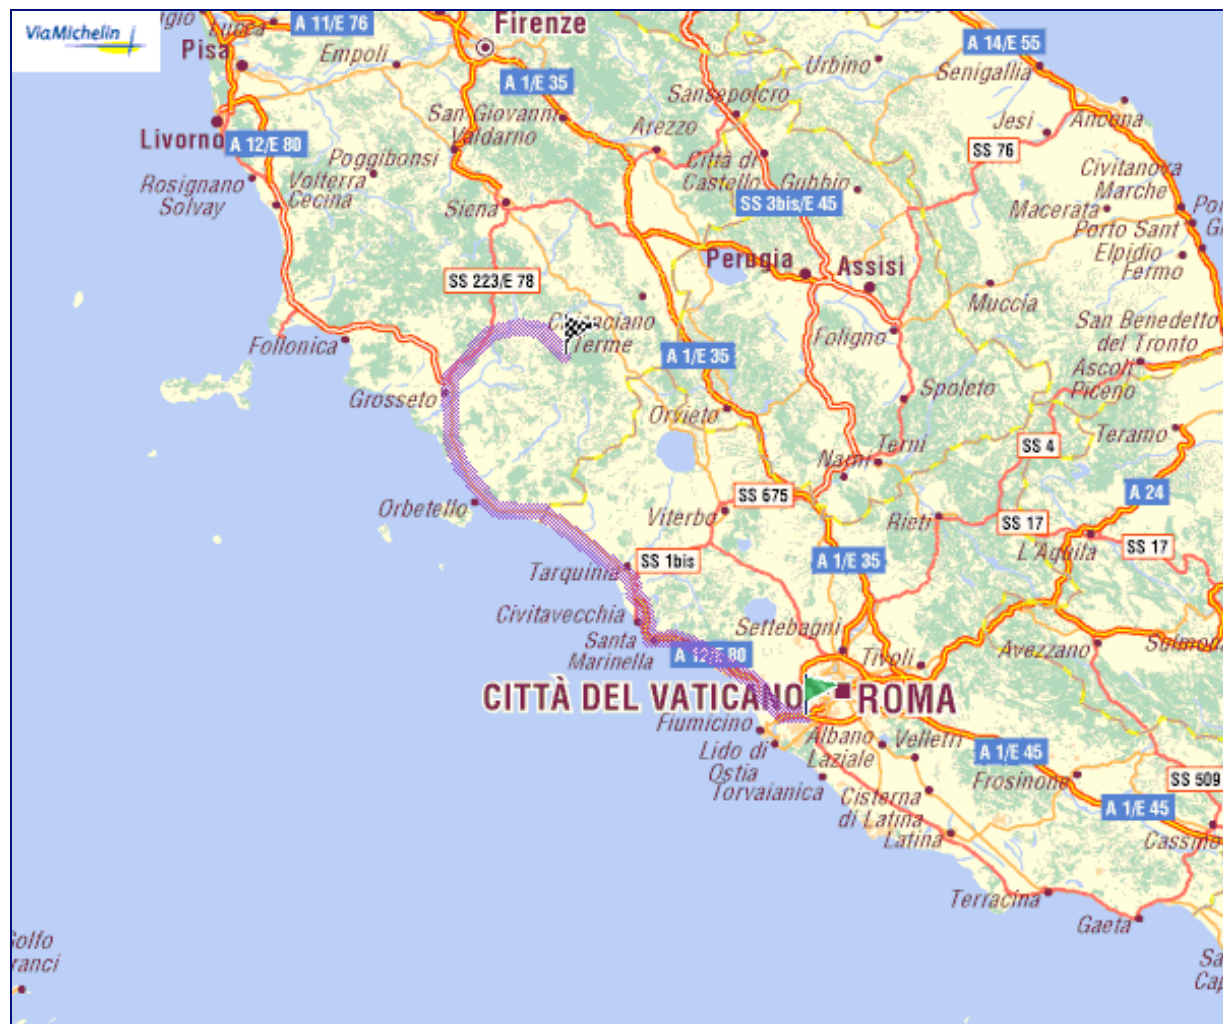 ViaMichelin
Lucca
A 11/E 76
Firenze
Pisa
Empoli
A 1/E 35
A 14/E 55
Urbino
Senigallia
Sansepolcro
San Giovanni
Valdarno
Arezzo
Jesi
Ancona
Livorno
A 12/E 80
Poggibonsi
Volterra
Città di
Castello
Gubbio
SS 76
Civitanova
Marche
Rosignano
Solvay
Cecina
Siena
SS 3bis/E 45
Macerata
Porto Sant
Elpidio
Fermo
Perugia
Assisi
SS 223/E 78
Muccia
Terme
Foligno
San Benedetto
del Tronto
Follonica
A 1/E 35
Ascoli
Piceno
Grosseto
Spoleto
Orvieto
Teramo
Terni
SS 4
Narni
A 24
Orbetello
SS 675
Viterbo
Rieti
SS 17
L'Aquila
SS 17
Tarquinia
SS 1bis
A 1/E 35
Civitavecchia
Settebagni
Santa
Marinella
A 12/E 80
Tivoli
Avezzano
Sulmona
CITTÀ DEL VATICANO
ROMA
Fiumicino
Albano
Laziale
Velletri
Lido di
Ostia
A 1/E 45
Frosinone
SS 509
Torvaianica
Cisterna
di Latina
A 1/E 45
Latina
Cassino
Terracina
Gaeta